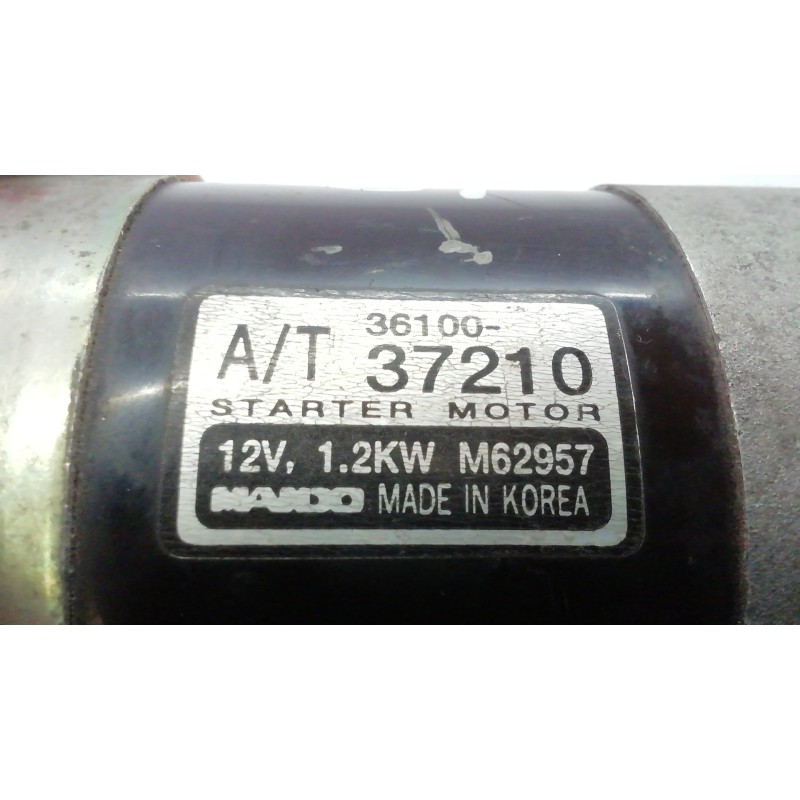 A/T 36100-
37210
STARTER MOTOR
12V, 1.2KW M62957
MANDO MADE IN KOREA